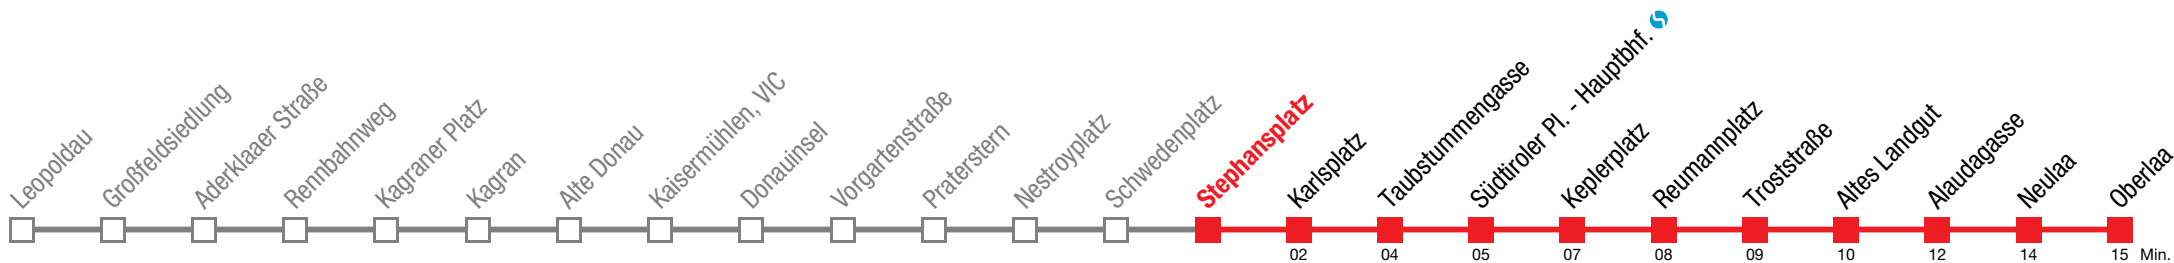 Leopoldau
Großfeldsiedlung
Aderklaaer Straße
Rennbahnweg
Kagraner Platz
Kagran
Alte Donau
Kaisermühlen, VIC
Donauinsel
Vorgartenstraße
Praterstern
Nestroyplatz
Schwedenplatz
Stephansplatz
Karlsplatz
Taubstummengasse
Südtiroler Pl. - Hauptbhf.
Keplerplatz
Reumannplatz
Troststraße
Altes Landgut
Alaudagasse
Neulaa
Oberlaa
02 04 05 07 08 09 10 12 14 15 Min.